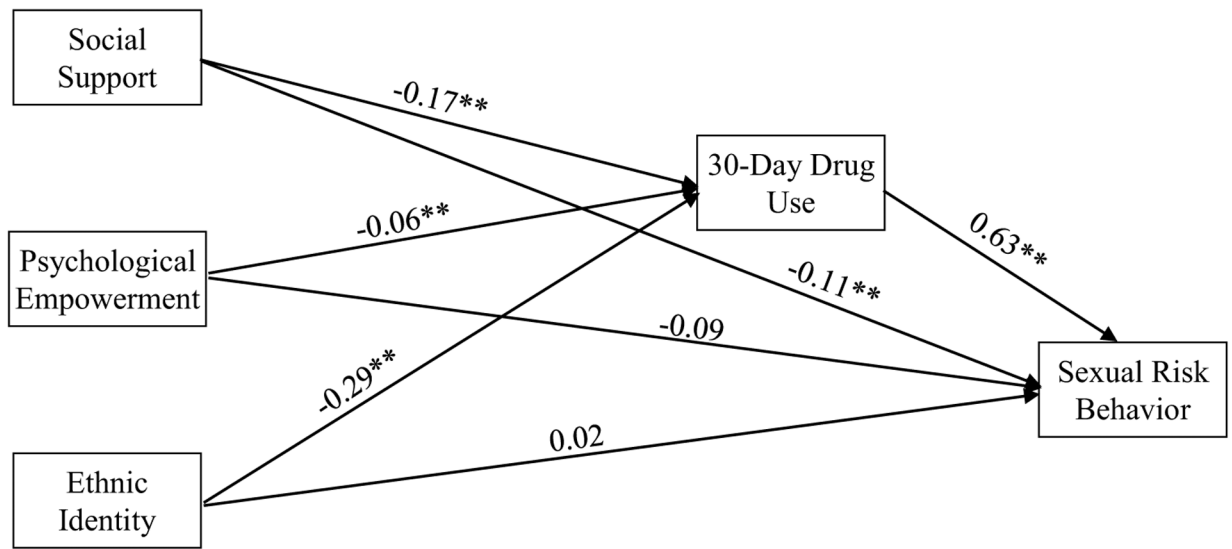 Social
Support
-0.17**
30-Day Drug
Use
-0.06**
0.63**
Psychological
Empowerment
-0.11**
-0.09
-0.29**
Sexual Risk
Behavior
0.02
Ethnic
Identity